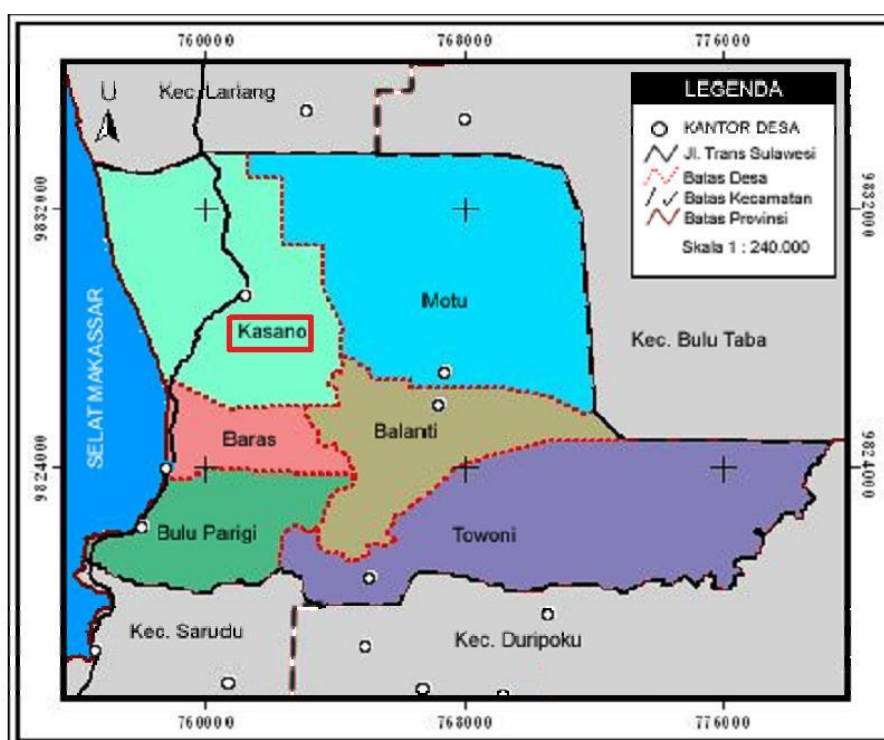 760000 768000 776000
U
Kec. Lariang
LEGENDA
KANTOR DESA
Jl. Trans Sulawesi
Batas Desa
Batas Kecamatan
Batas Provinsi
Skala 1 : 240.000
9832000
9832000
Motu
Kasano
Kec. Bulu Taba
SELAT MAKASSAR
Baras
Balanti
9824000
9824000
Bulu Parigi
Towoni
Kec. Sarudu
Kec. Duripoku
760000 768000 776000